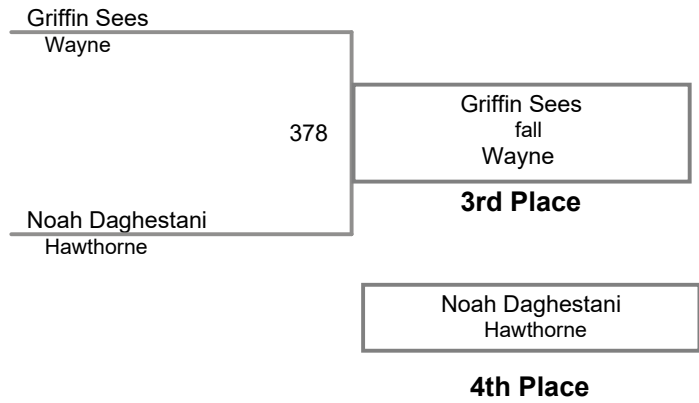 Griffin Sees
Wayne
378
Griffin Sees
fall
Wayne
3rd Place
Noah Daghestani
Hawthorne
Noah Daghestani
Hawthorne
4th Place